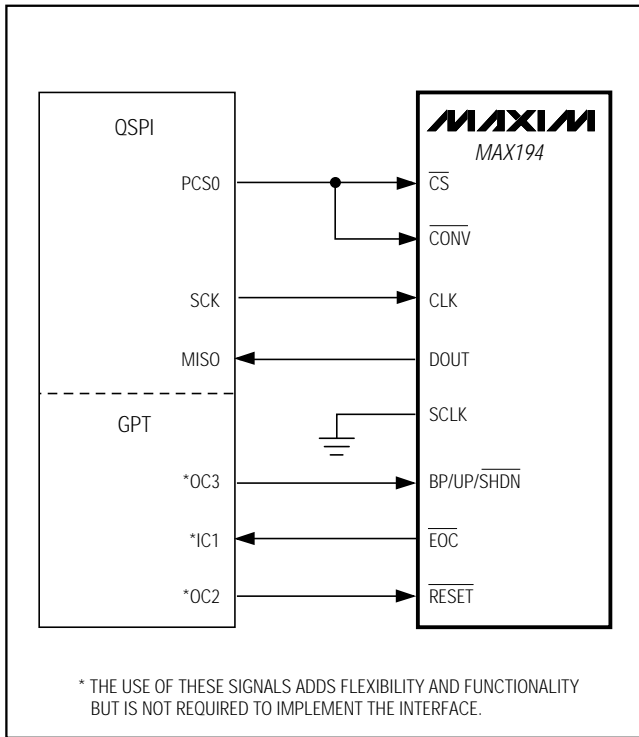 QSPI
PCS0
SCK
MISO
GPT
*OC3
*IC1
*OC2
MAXIM
MAX194
CS
CONV
CLK
DOUT
SCLK
BP/UP/SHDN
EOC
RESET
* THE USE OF THESE SIGNALS ADDS FLEXIBILITY AND FUNCTIONALITY
BUT IS NOT REQUIRED TO IMPLEMENT THE INTERFACE.